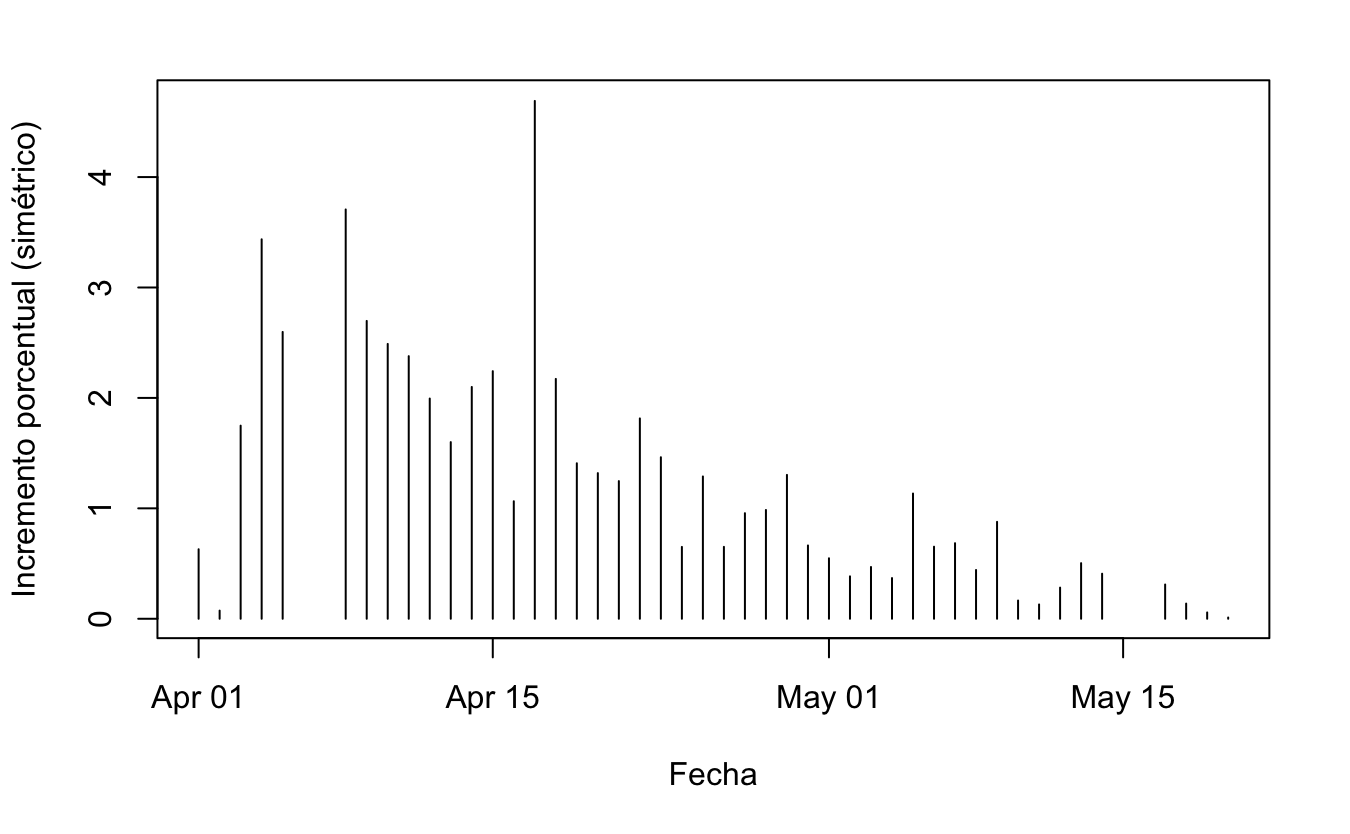 Incremento porcentual (simétrico)
4
3
2
1
0
Apr 01
Apr 15
May 01
May 15
Fecha